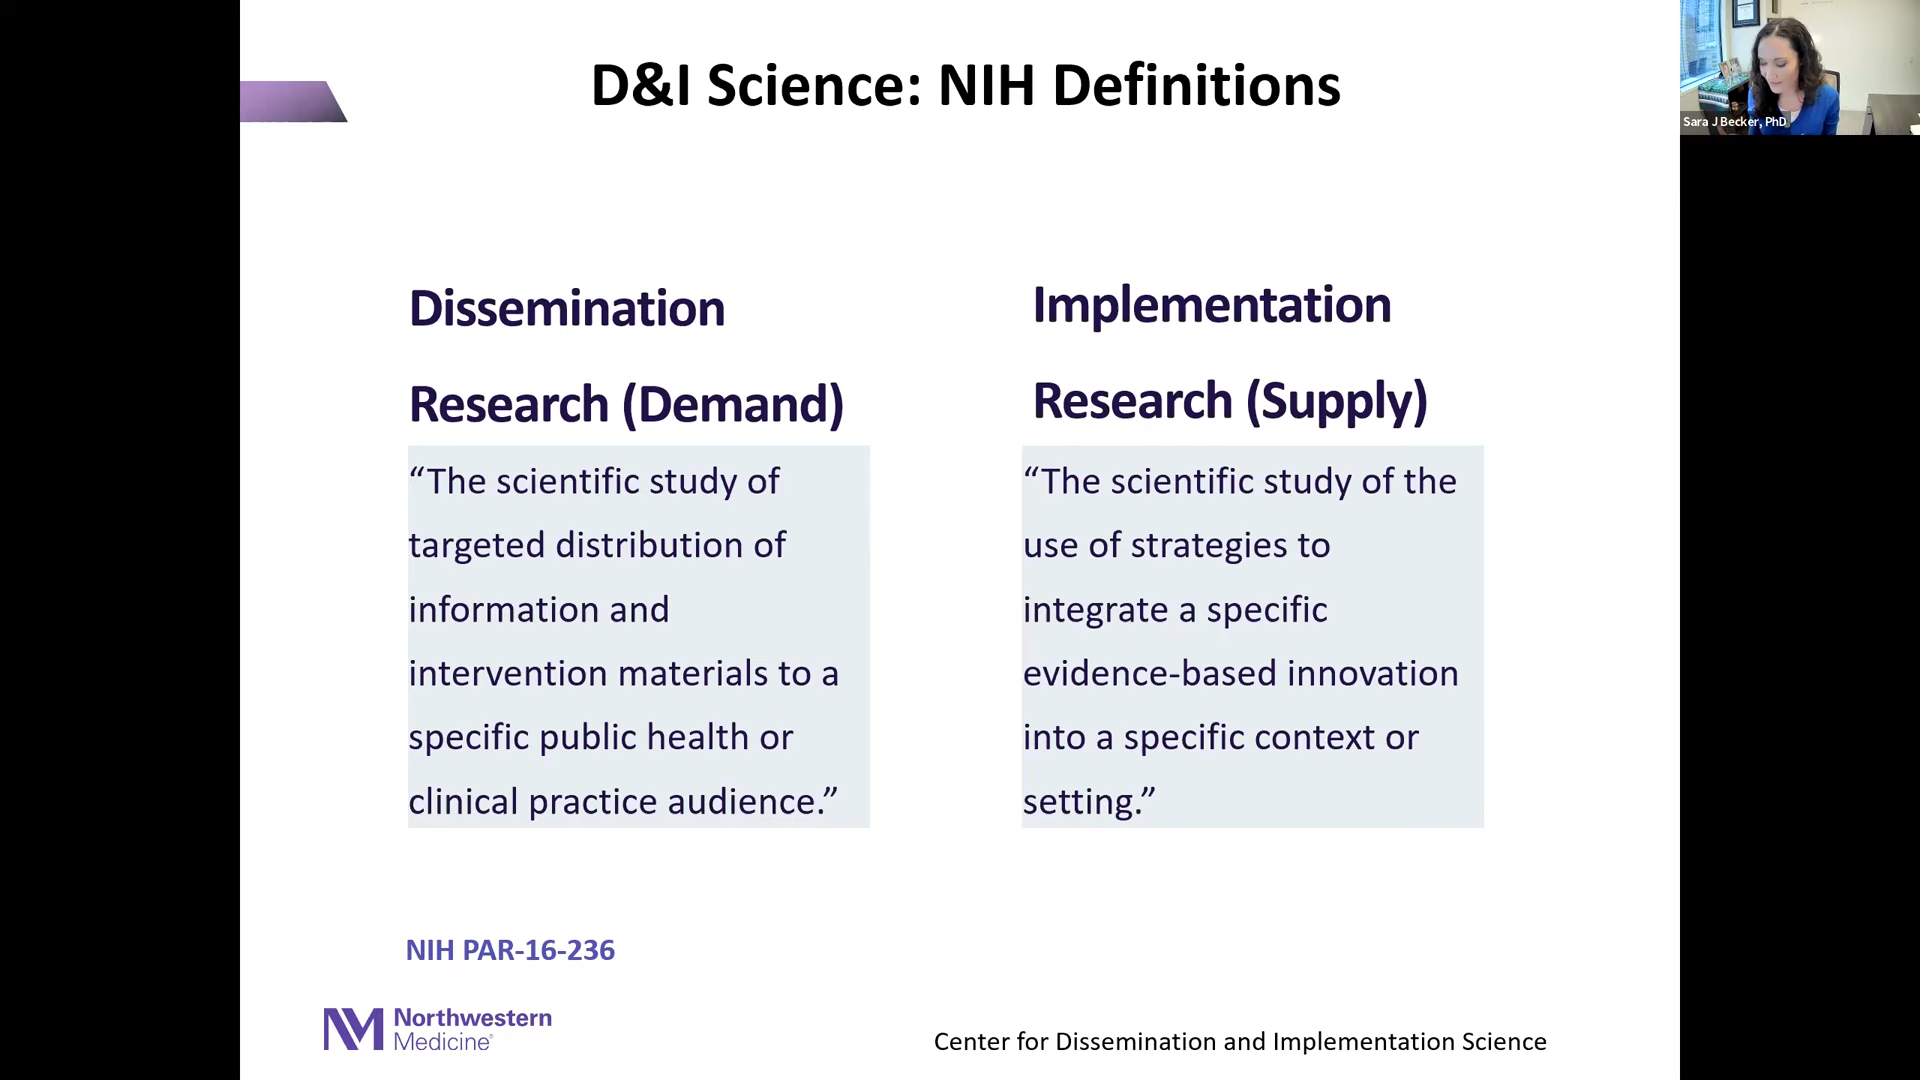 D&I Science: NIH Definitions
Sara J Becker, PhD
Dissemination
Research (Demand)
“The scientific study of
targeted distribution of
information and
intervention materials to a
specific public health or
clinical practice audience.”
Implementation
Research (Supply)
“The scientific study of the
use of strategies to
integrate a specific
evidence-based innovation
into a specific context or
setting.”
NIH PAR-16-236
Northwestern
Medicine®
Center for Dissemination and Implementation Science